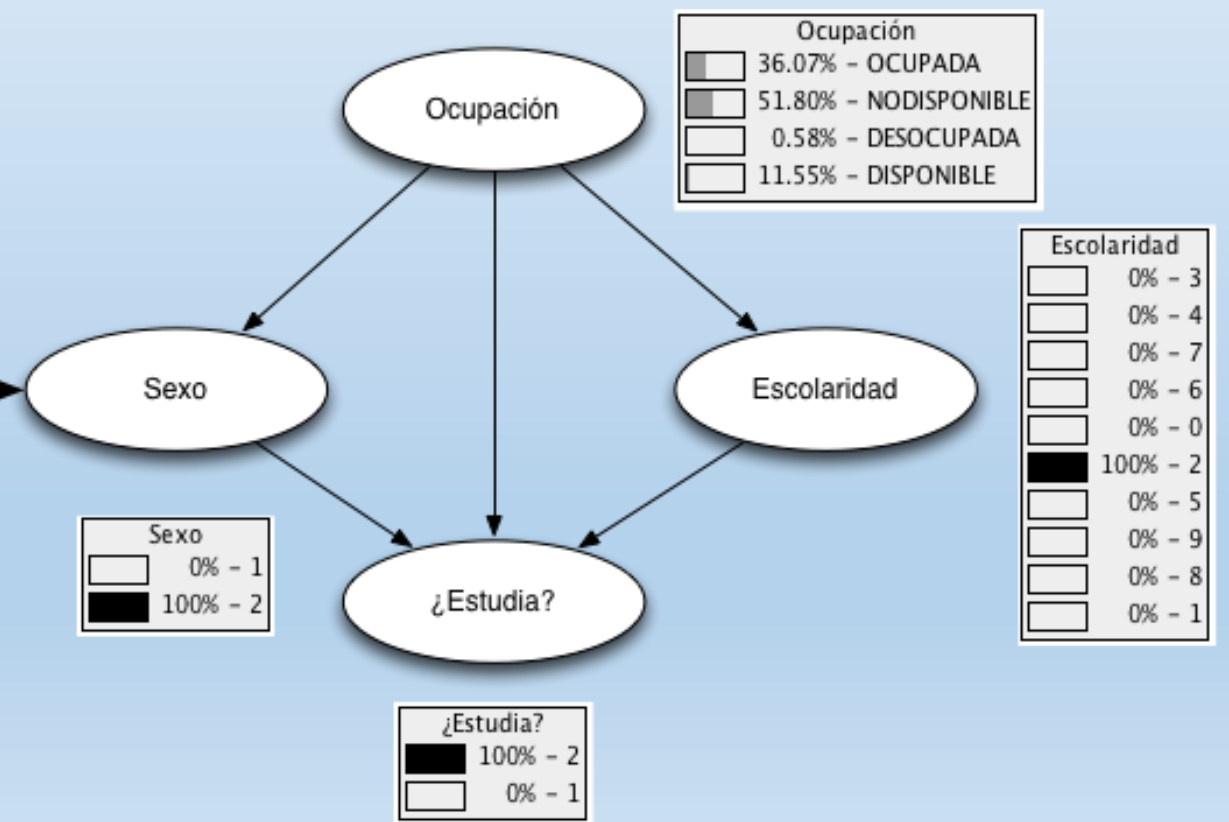 Ocupación
Ocupación
36.07% - OCUPADA
51.80% - NODISPONIBLE
0.58% - DESOCUPADA
11.55% - DISPONIBLE
Sexo
Escolaridad
Escolaridad
0% - 3
0% - 4
0% - 7
0% - 6
0% - 0
100% - 2
0% - 5
0% - 9
0% - 8
0% - 1
Sexo
0% - 1
100% - 2
¿Estudia?
¿Estudia?
100% - 2
0% - 1